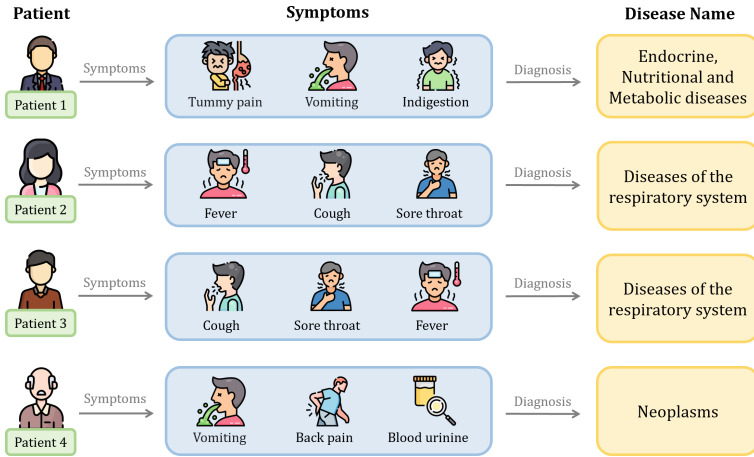 Patient
Symptoms
Disease Name
Patient 1
Symptoms
Tummy pain
Vomiting
Indigestion
Diagnosis
Endocrine,
Nutritional and
Metabolic diseases
Patient 2
Symptoms
Fever
Cough
Sore throat
Diagnosis
Diseases of the
respiratory system
Patient 3
Symptoms
Cough
Sore throat
Fever
Diagnosis
Diseases of the
respiratory system
Patient 4
Symptoms
Vomiting
Back pain
Blood urinine
Diagnosis
Neoplasms